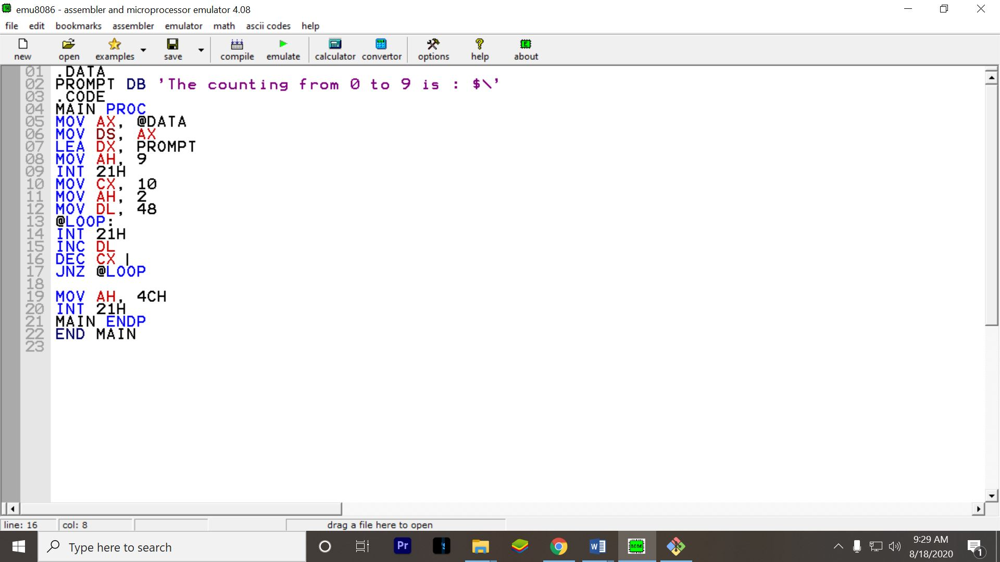 emu8086 - assembler and microprocessor emulator 4.08
file edit bookmarks assembler emulator math ascii codes help
new open examples save compile emulate calculator convertor options help about
01 .DATA
02 PROMPT DB 'The counting from 0 to 9 is : $\'
03 .CODE
04 MAIN PROC
05 MOV AX, @DATA
06 MOV DS, AX
07 LEA DX, PROMPT
08 MOV AH, 9
09 INT 21H
10 MOV CX, 10
11 MOV AH, 2
12 MOV DL, 48
13 @LOOP:
14 INT 21H
15 INC DL
16 DEC CX
17 JNZ @LOOP
18
19 MOV AH, 4CH
20 INT 21H
21 MAIN ENDP
22 END MAIN
23
line: 16 col: 8 drag a file here to open
Type here to search Pr 8086 9:29 AM
8/18/2020 1